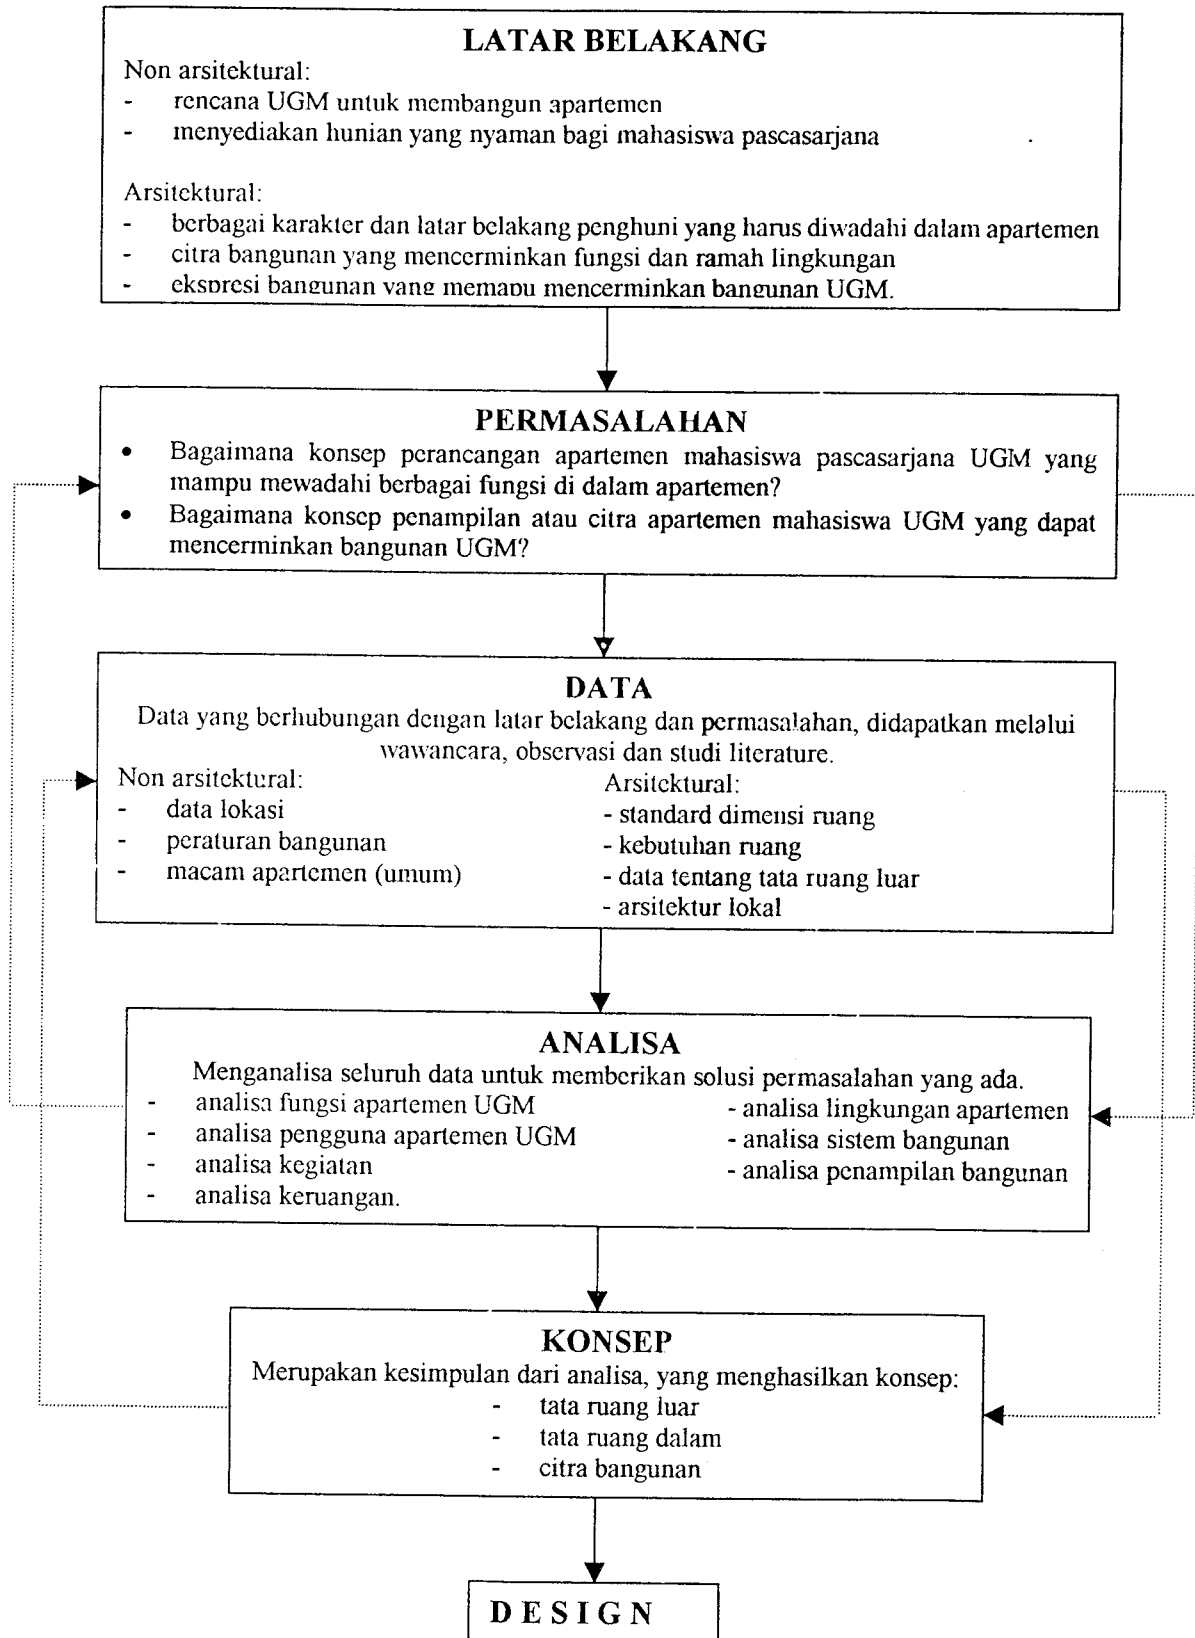 LATAR BELAKANG
Non arsitektural:
- rencana UGM untuk membangun apartemen
- menyediakan hunian yang nyaman bagi mahasiswa pascasarjana
Arsitektural:
- berbagai karakter dan latar belakang penghuni yang harus diwadahi dalam apartemen
- citra bangunan yang mencerminkan fungsi dan ramah lingkungan
- ekspresi bangunan yang memapu mencerminkan bangunan UGM.
PERMASALAHAN
• Bagaimana konsep perancangan apartemen mahasiswa pascasarjana UGM yang
mampu mewadahi berbagai fungsi di dalam apartemen?
• Bagaimana konsep penampilan atau citra apartemen mahasiswa UGM yang dapat
mencerminkan bangunan UGM?
DATA
Data yang berhubungan dengan latar belakang dan permasalahan, didapatkan melalui
wawancara, observasi dan studi literature.
Non arsitektural:
- data lokasi
- peraturan bangunan
- macam apartemen (umum)
Arsitektural:
- standard dimensi ruang
- kebutuhan ruang
- data tentang tata ruang luar
- arsitektur lokal
ANALISA
Menganalisa seluruh data untuk memberikan solusi permasalahan yang ada.
- analisa fungsi apartemen UGM
- analisa pengguna apartemen UGM
- analisa kegiatan
- analisa keruangan.
- analisa lingkungan apartemen
- analisa sistem bangunan
- analisa penampilan bangunan
KONSEP
Merupakan kesimpulan dari analisa, yang menghasilkan konsep:
- tata ruang luar
- tata ruang dalam
- citra bangunan
DESIGN